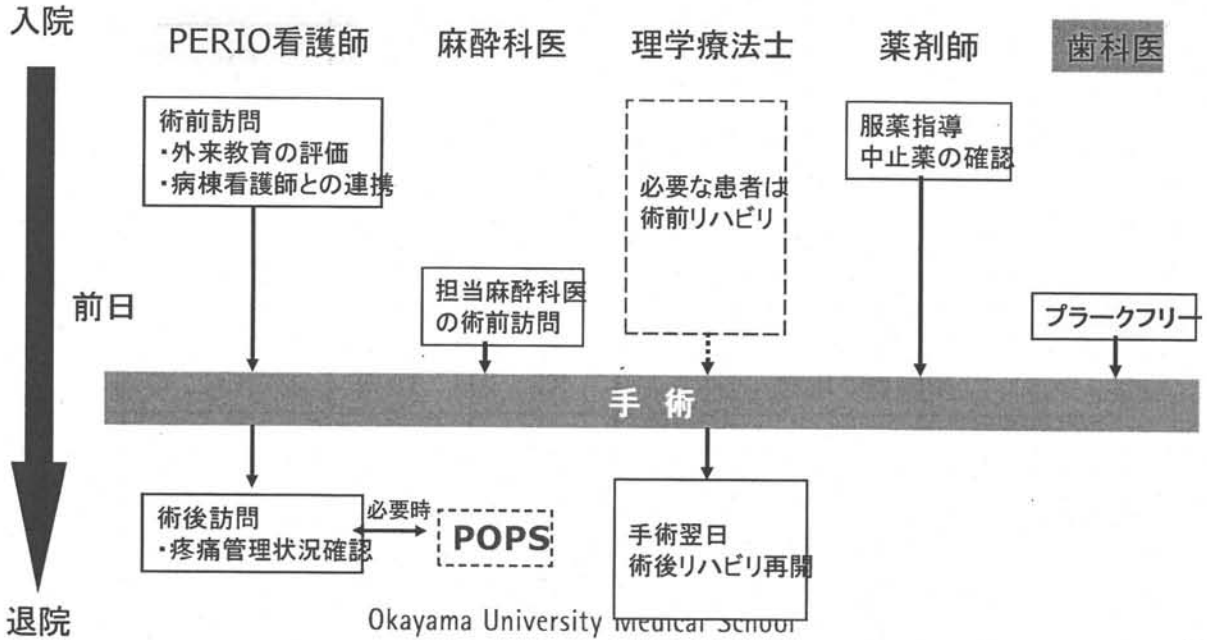 入院
PERIO看護師
麻酔科医
理学療法士
薬剤師
歯科医
術前訪問
・外来教育の評価
・病棟看護師との連携
必要な患者は
術前リハビリ
服薬指導
中止薬の確認
前日
担当麻酔科医
の術前訪問
プラークフリー
手 術
術後訪問
・疼痛管理状況確認
必要時
POPS
手術翌日
術後リハビリ再開
退院
Okayama University Medical School